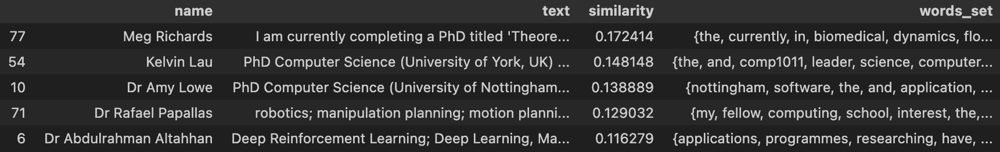 name text similarity words_set
77 Meg Richards I am currently completing a PhD titled 'Theore... 0.172414 {the, currently, in, biomedical, dynamics, flo...
54 Kelvin Lau PhD Computer Science (University of York, UK) ... 0.148148 {the, and, comp1011, leader, science, computer...
10 Dr Amy Lowe PhD Computer Science (University of Nottingham... 0.138889 {nottingham, software, the, and, application, ...
71 Dr Rafael Papallas robotics; manipulation planning; motion planni... 0.129032 {my, fellow, computing, school, interest, the,...
6 Dr Abdulrahman Altahhan Deep Reinforcement Learning; Deep Learning, Ma... 0.116279 {applications, programmes, researching, have, ...